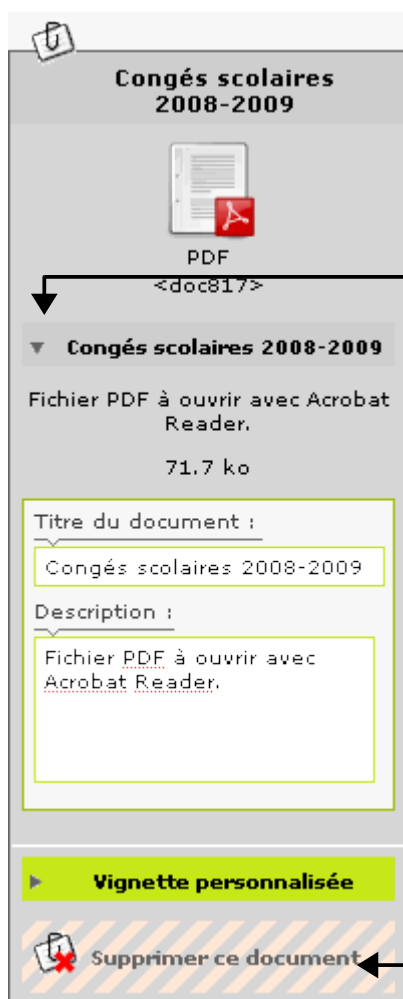 Congés scolaires
2008-2009
PDF
<doc817>
Congés scolaires 2008-2009
Fichier PDF à ouvrir avec Acrobat
Reader.
71.7 ko
Titre du document :
Congés scolaires 2008-2009
Description :
Fichier PDF à ouvrir avec
Acrobat Reader.
Vignette personnalisée
Supprimer ce document